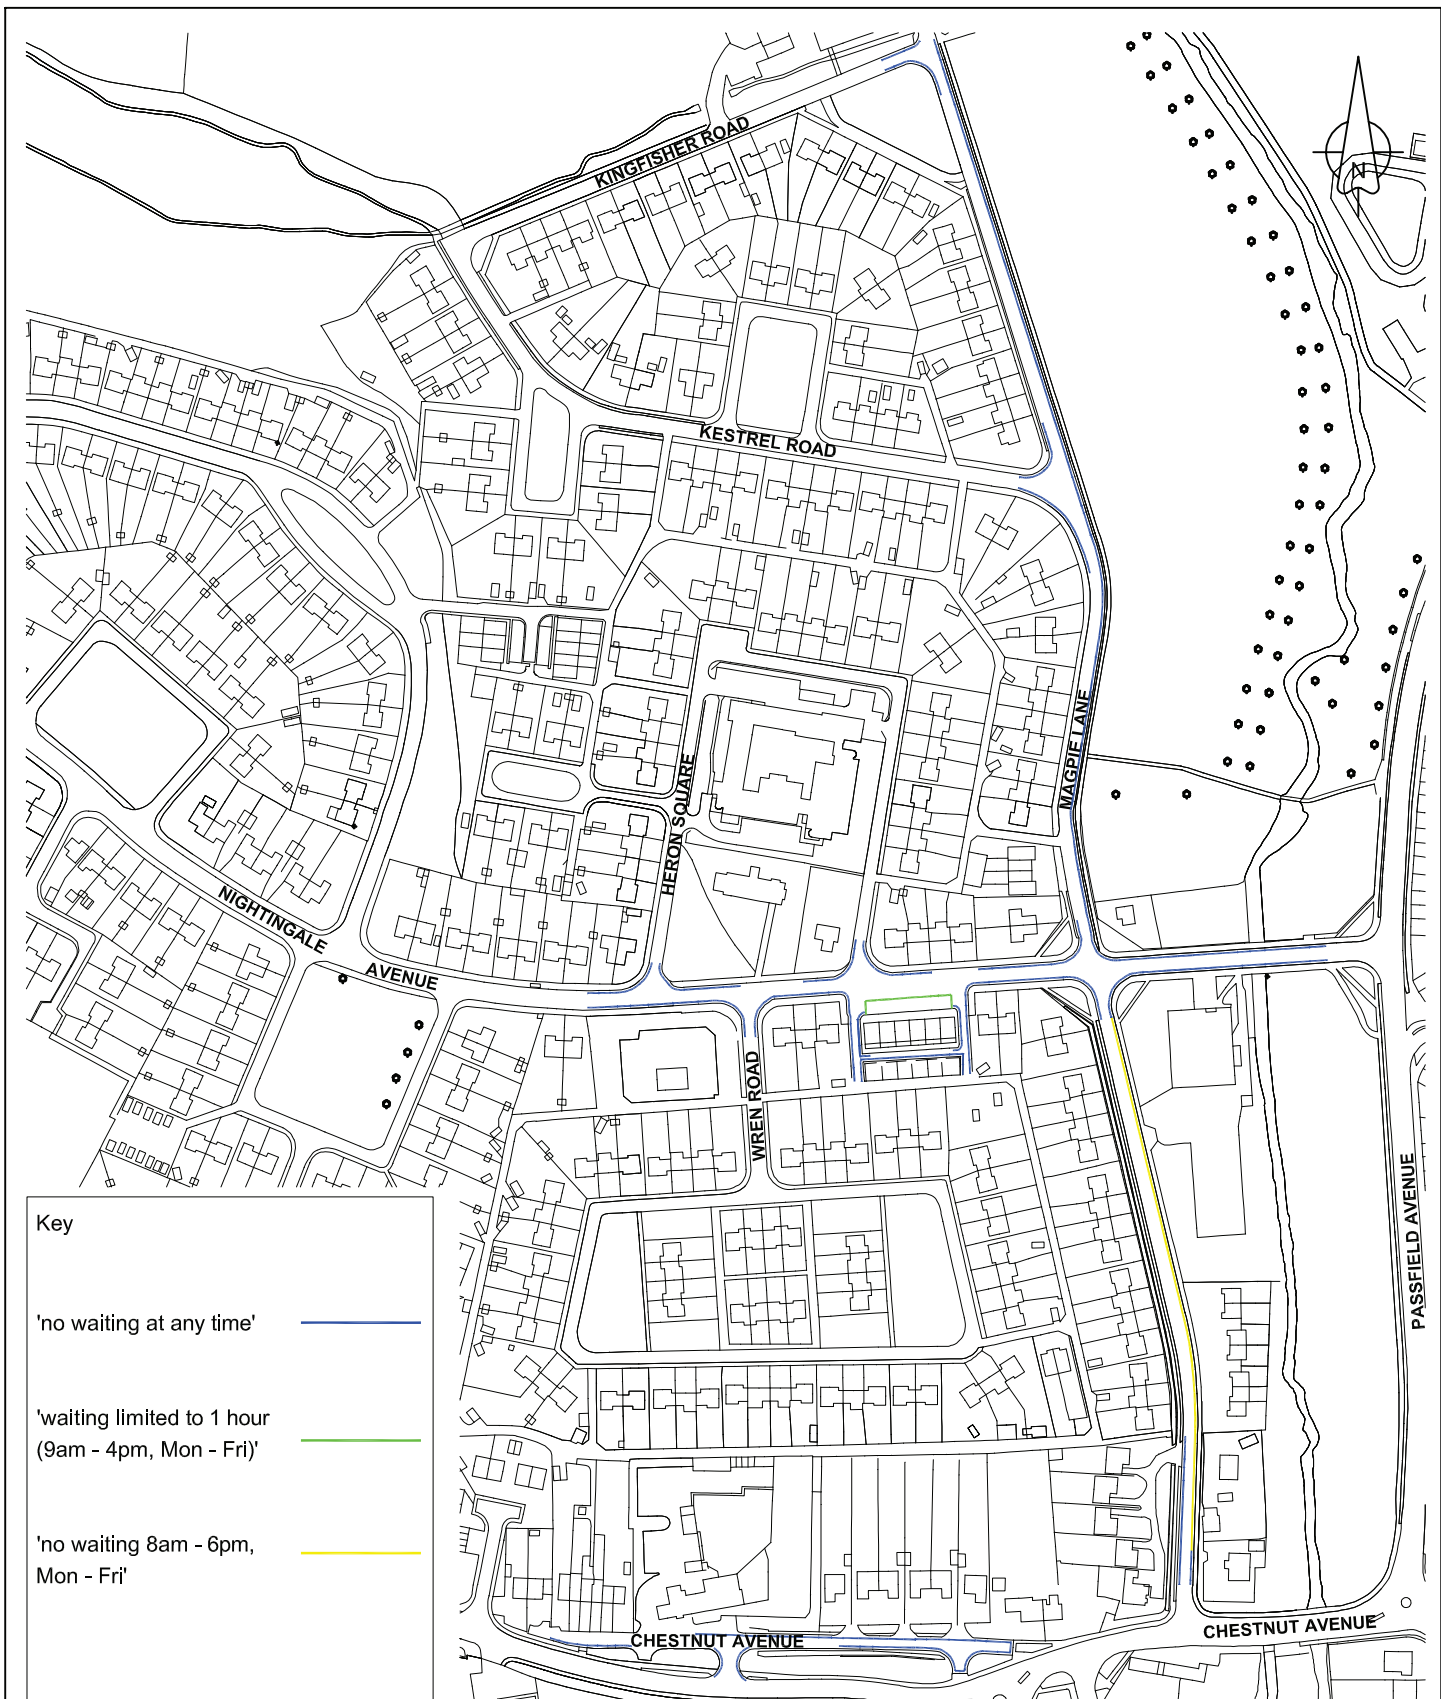 KINGFISHER ROAD
N
KESTREL ROAD
MAGPIE LANE
HERON SQUARE
NIGHTINGALE
AVENUE
WREN ROAD
PASSFIELD AVENUE
Key
'no waiting at any time'
'waiting limited to 1 hour
(9am - 4pm, Mon - Fri)'
'no waiting 8am - 6pm,
Mon - Fri'
CHESTNUT AVENUE
CHESTNUT AVENUE